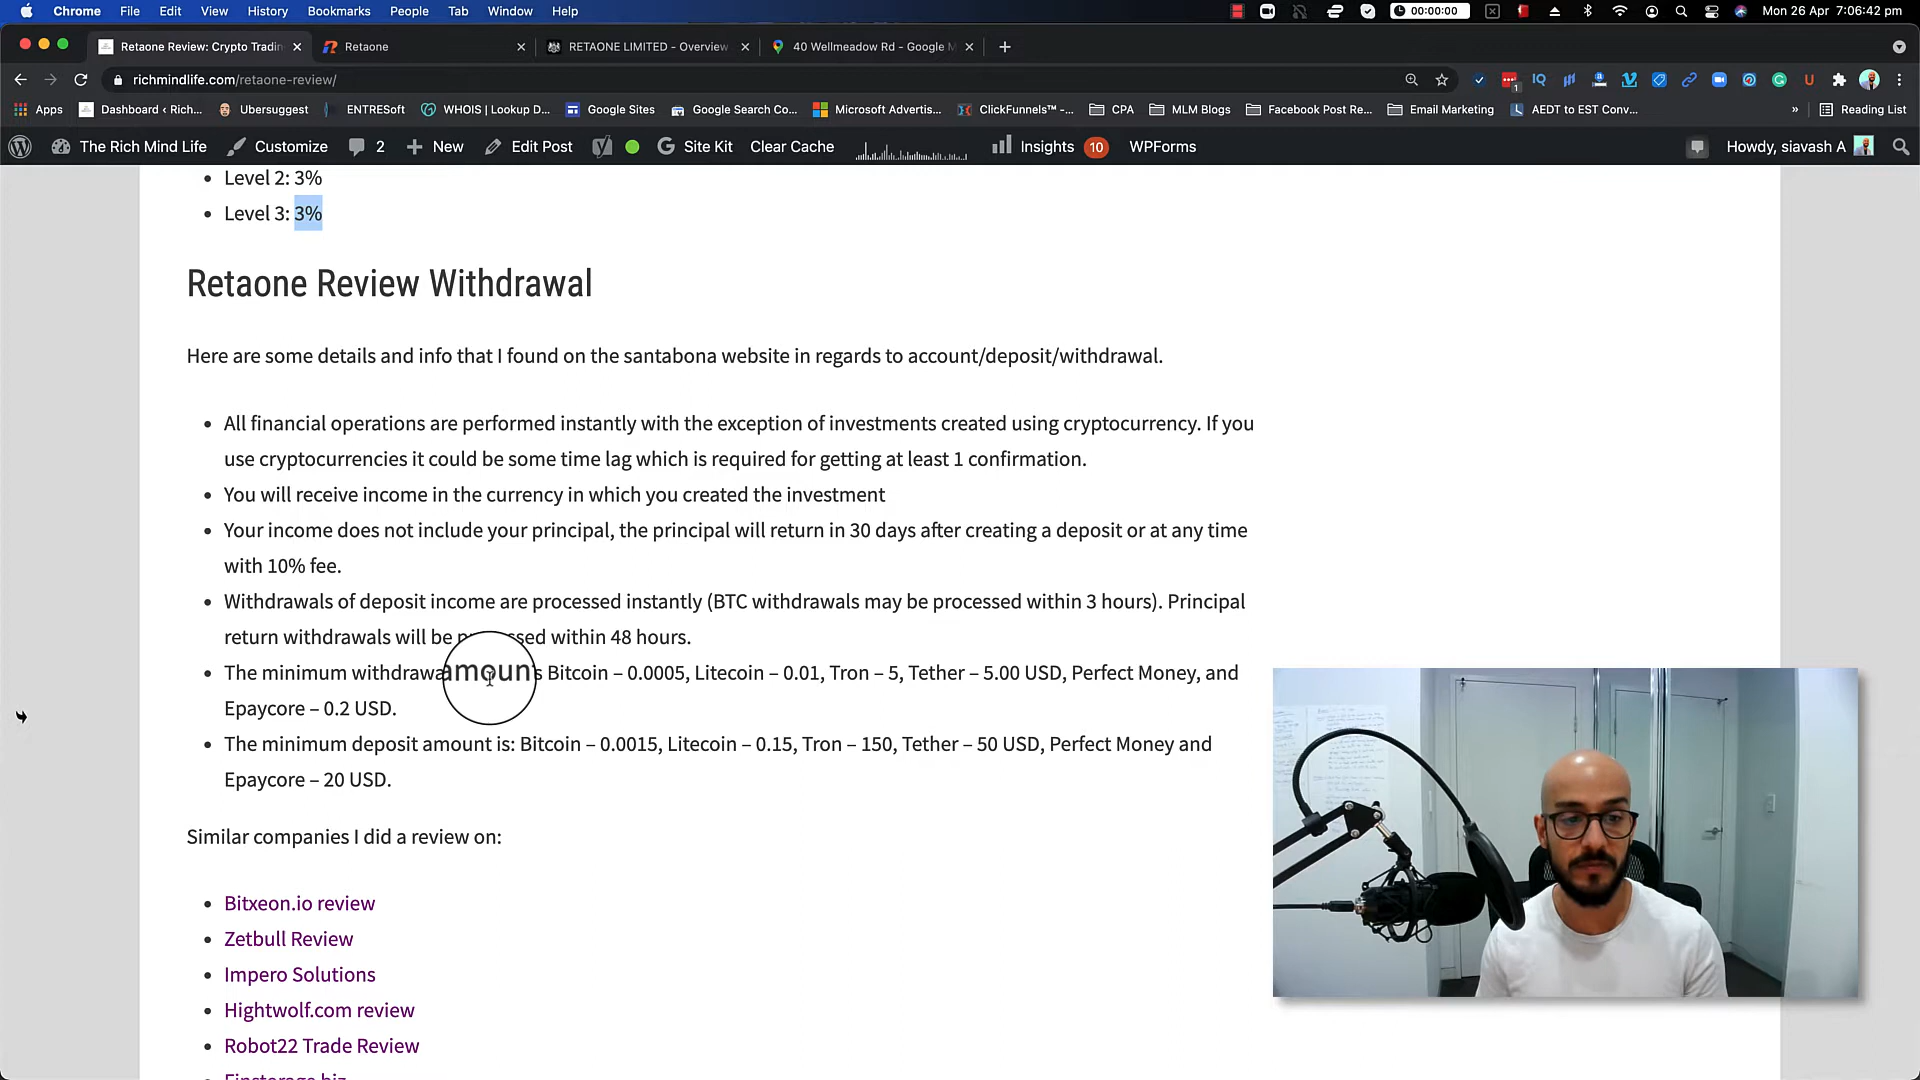 Chrome File Edit View History Bookmarks People Tab Window Help 00:00:00 Mon 26 Apr 7:06:42 pm
Retaone Review: Crypto Tradin Retaone RETAONE LIMITED - Overview 40 Wellmeadow Rd - Google M
richmindlife.com/retaone-review/
Apps Dashboard ‹ Rich... Ubersuggest ENTRESoft WHOIS | Lookup D... Google Sites Google Search Co... Microsoft Advertis... ClickFunnels™ -... CPA MLM Blogs Facebook Post Re... Email Marketing AEDT to EST Conv... » Reading List
The Rich Mind Life Customize 2 New Edit Post Site Kit Clear Cache Insights 10 WPForms Howdy, siavash A
• Level 2: 3%
• Level 3: 3%
Retaone Review Withdrawal
Here are some details and info that I found on the santabona website in regards to account/deposit/withdrawal.
• All financial operations are performed instantly with the exception of investments created using cryptocurrency. If you
use cryptocurrencies it could be some time lag which is required for getting at least 1 confirmation.
• You will receive income in the currency in which you created the investment
• Your income does not include your principal, the principal will return in 30 days after creating a deposit or at any time
with 10% fee.
• Withdrawals of deposit income are processed instantly (BTC withdrawals may be processed within 3 hours). Principal
return withdrawals will be within 48 hours.
• The minimum withdrawa amoun s Bitcoin – 0.0005, Litecoin – 0.01, Tron – 5, Tether – 5.00 USD, Perfect Money, and
Epaycore – 0.2 USD.
• The minimum deposit amount is: Bitcoin – 0.0015, Litecoin – 0.15, Tron – 150, Tether – 50 USD, Perfect Money and
Epaycore – 20 USD.
Similar companies I did a review on:
• Bitxeon.io review
• Zetbull Review
• Impero Solutions
• Hightwolf.com review
• Robot22 Trade Review